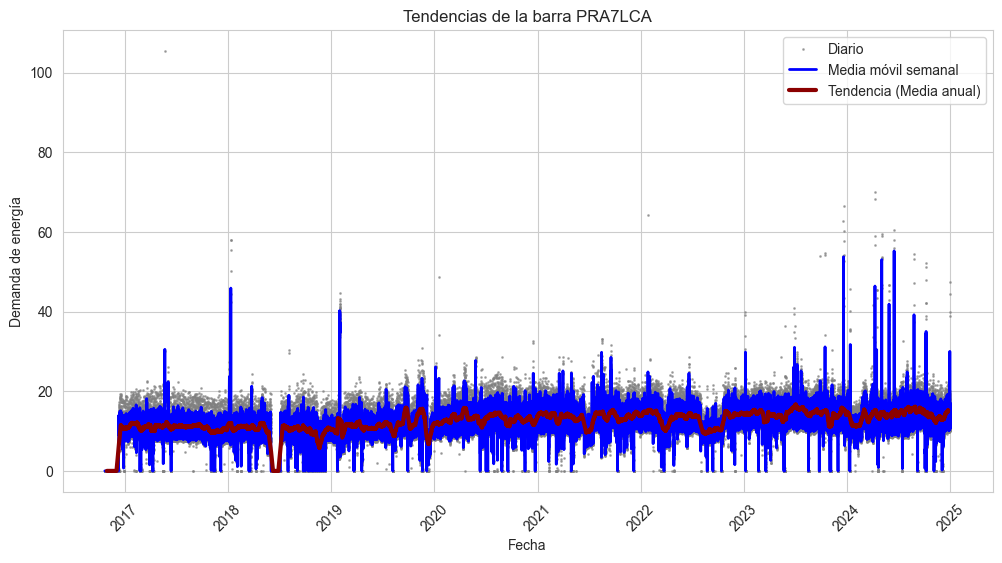 Tendencias de la barra PRA7LCA
Diario
Media móvil semanal
Tendencia (Media anual)
Demanda de energía
100
80
60
40
20
0
2017
2018
2019
2020
2021
2022
2023
2024
2025
Fecha